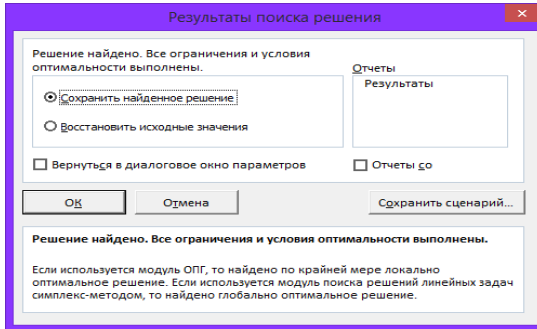 Результаты поиска решения
Решение найдено. Все ограничения и условия
оптимальности выполнены.
Отчеты
Результаты
Сохранить найденное решение
Восстановить исходные значения
Вернуться в диалоговое окно параметров
Отчеты со
ОК
Отмена
Сохранить сценарий...
Решение найдено. Все ограничения и условия оптимальности выполнены.
Если используется модуль ОПГ, то найдено по крайней мере локально
оптимальное решение. Если используется модуль поиска решений линейных задач
симплекс-методом, то найдено глобально оптимальное решение.